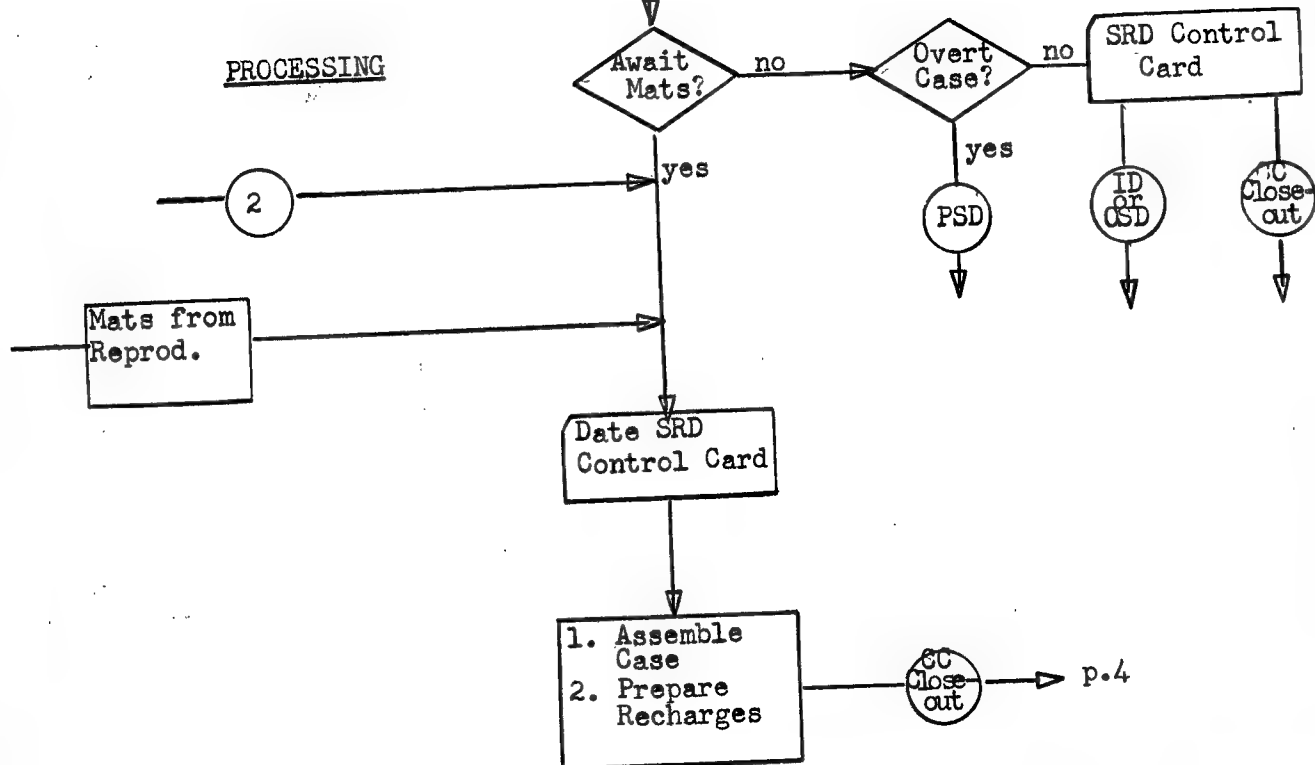 PROCESSING
Await
Mats?
no
Overt
Case?
no
SRD Control
Card
yes
yes
2
PSD
ID
or
OSD
CC
Close-
out
Mats from
Reprod.
Date SRD
Control Card
1. Assemble
Case
2. Prepare
Recharges
CC
Close
out
p.4